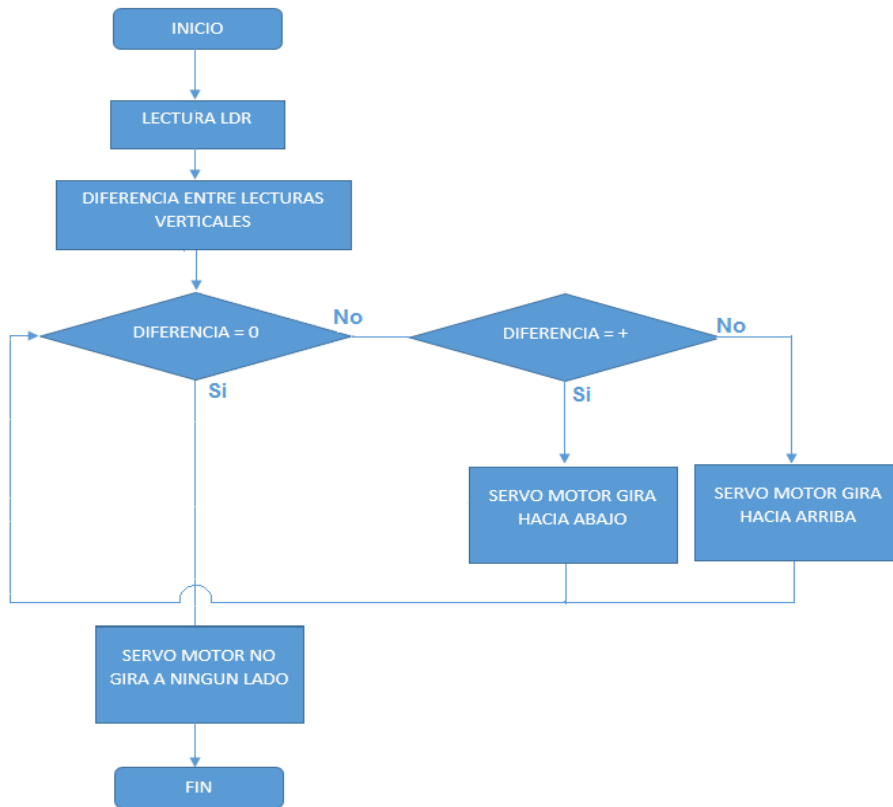 INICIO
LECTURA LDR
DIFERENCIA ENTRE LECTURAS
VERTICALES
DIFERENCIA = 0
No
DIFERENCIA = +
No
Si
Si
SERVO MOTOR GIRA
HACIA ABAJO
SERVO MOTOR GIRA
HACIA ARRIBA
SERVO MOTOR NO
GIRA A NINGUN LADO
FIN